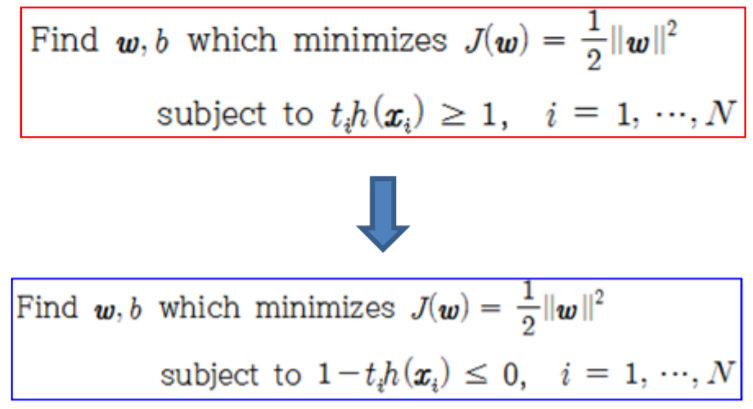 Find w, b which minimizes J(w) = 1/2 ||w||²
subject to tᵢh(xᵢ) ≥ 1, i = 1, ⋯, N
Find w, b which minimizes J(w) = 1/2 ||w||²
subject to 1−tᵢh(xᵢ) ≤ 0, i = 1, ⋯, N